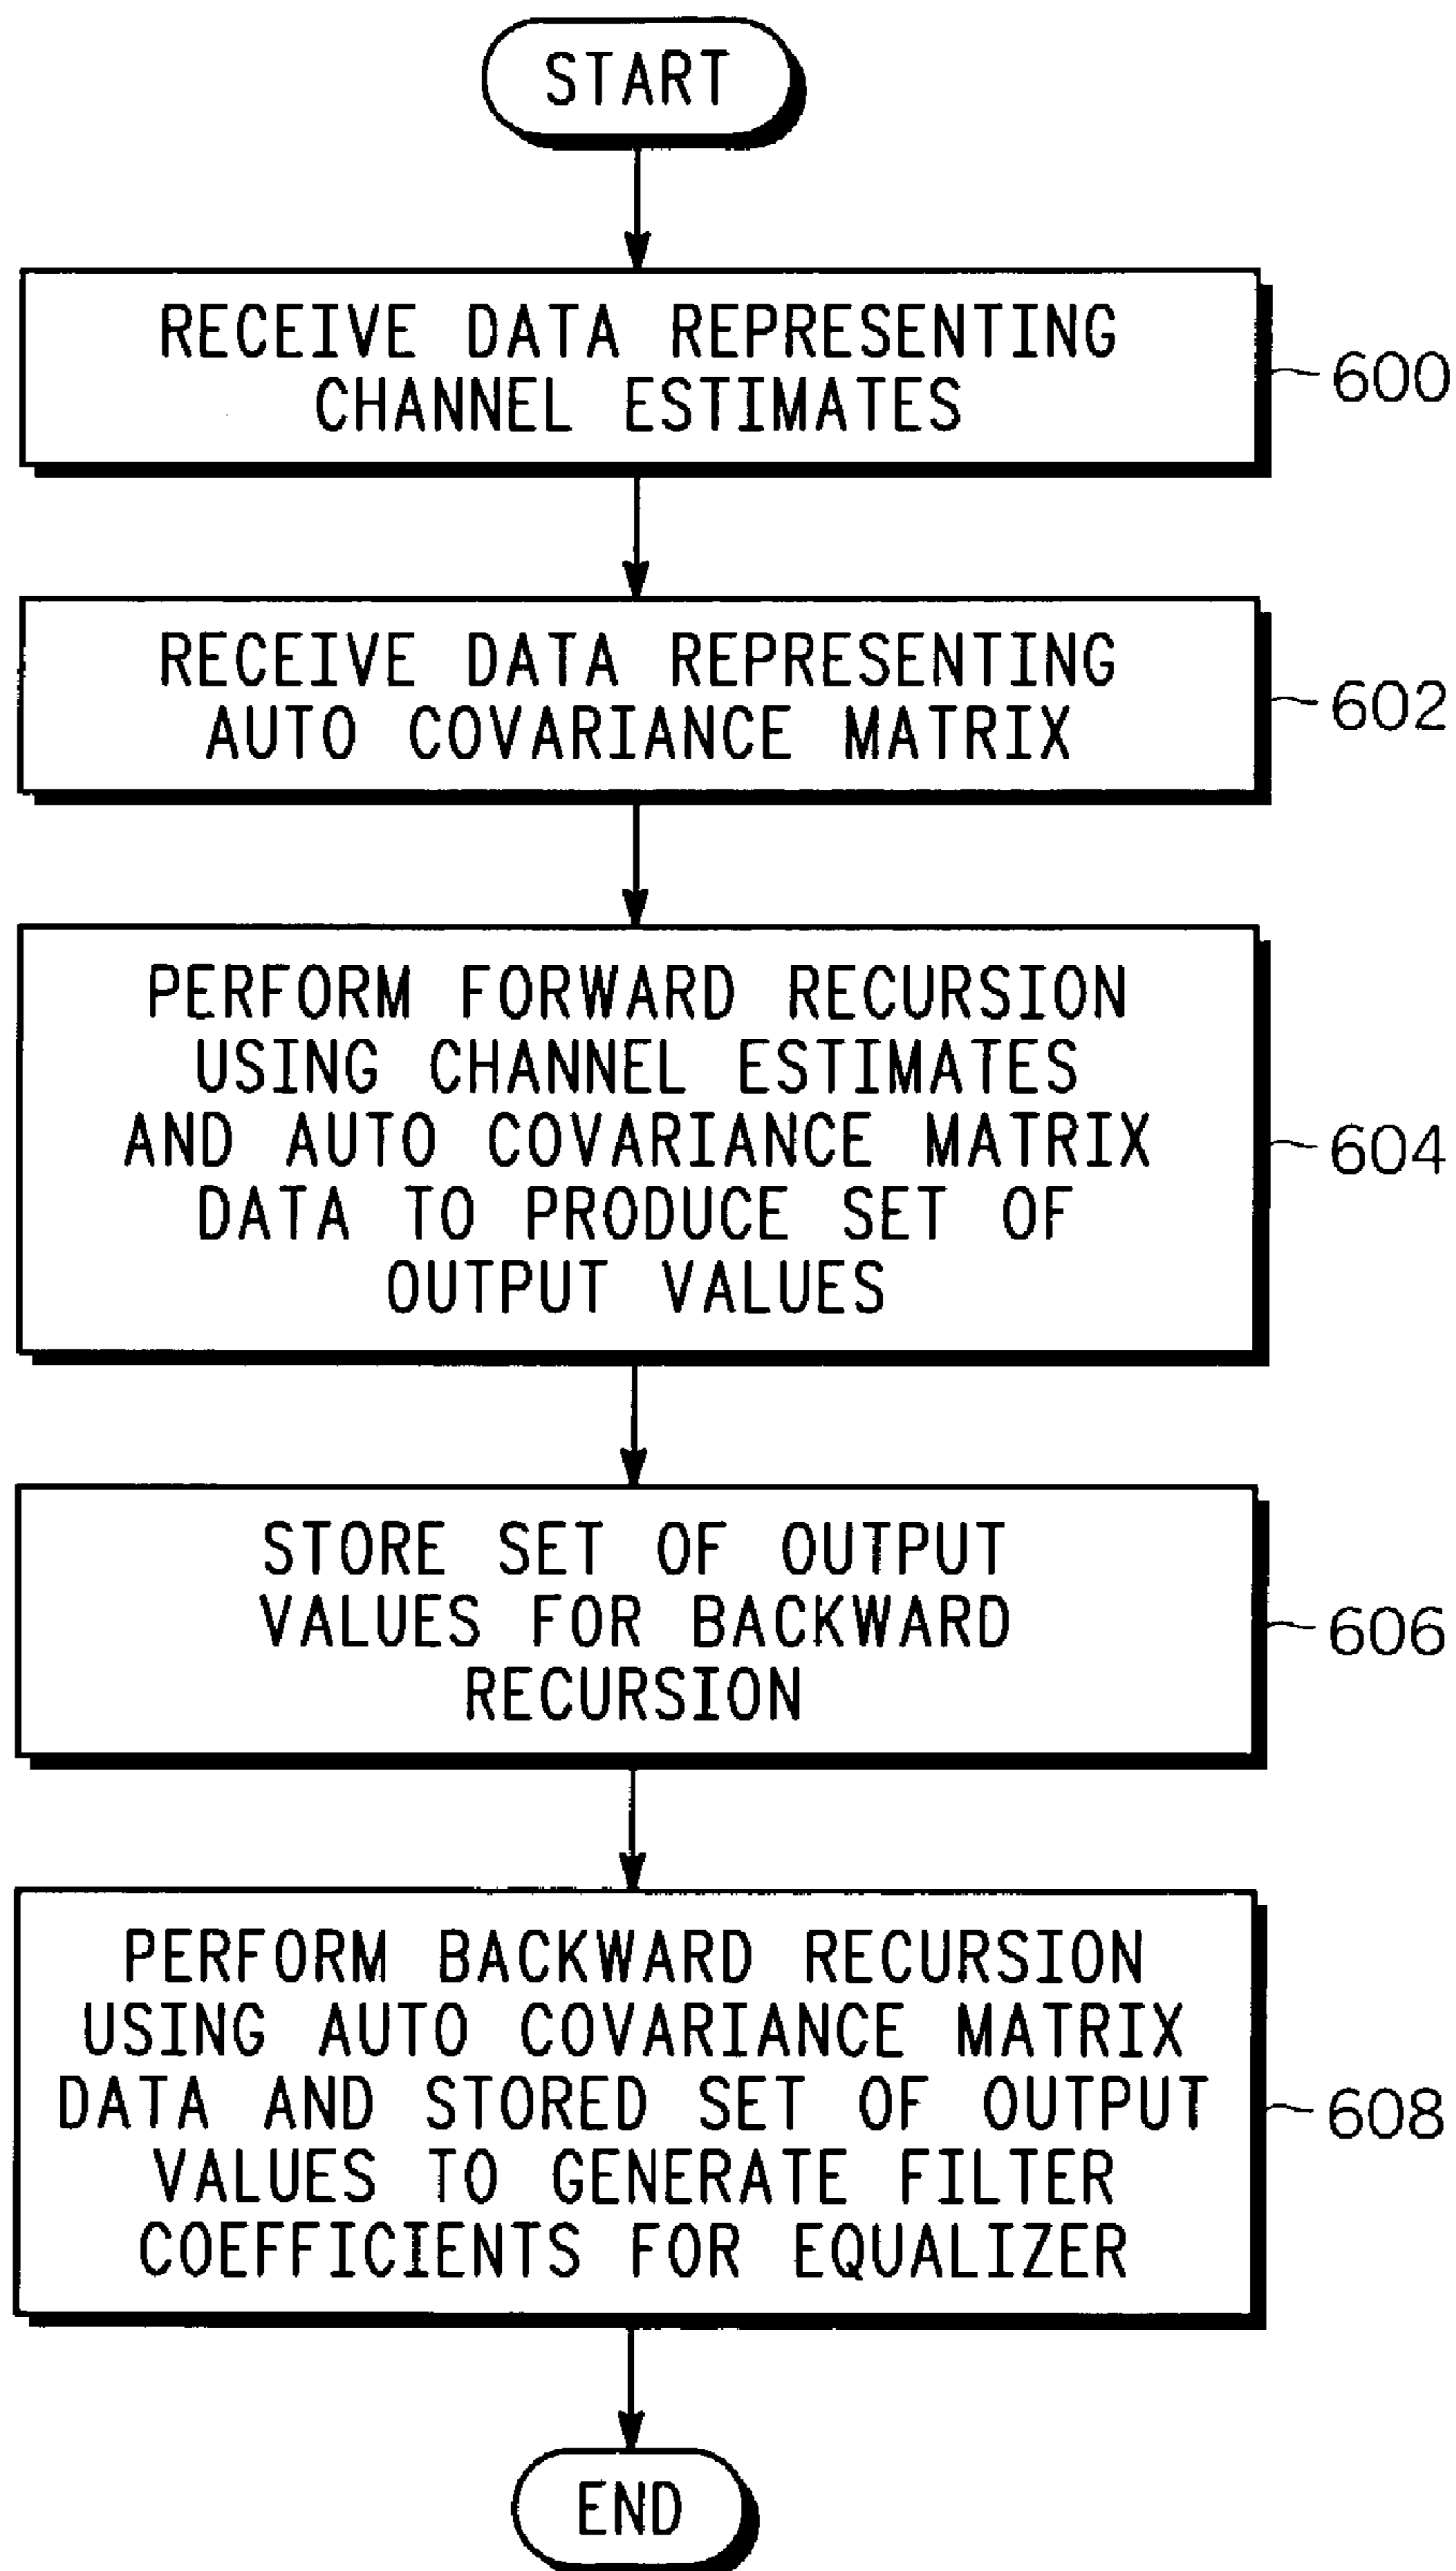 START
RECEIVE DATA REPRESENTING
CHANNEL ESTIMATES
600
RECEIVE DATA REPRESENTING
AUTO COVARIANCE MATRIX
602
PERFORM FORWARD RECURSION
USING CHANNEL ESTIMATES
AND AUTO COVARIANCE MATRIX
DATA TO PRODUCE SET OF
OUTPUT VALUES
604
STORE SET OF OUTPUT
VALUES FOR BACKWARD
RECURSION
606
PERFORM BACKWARD RECURSION
USING AUTO COVARIANCE MATRIX
DATA AND STORED SET OF OUTPUT
VALUES TO GENERATE FILTER
COEFFICIENTS FOR EQUALIZER
608
END